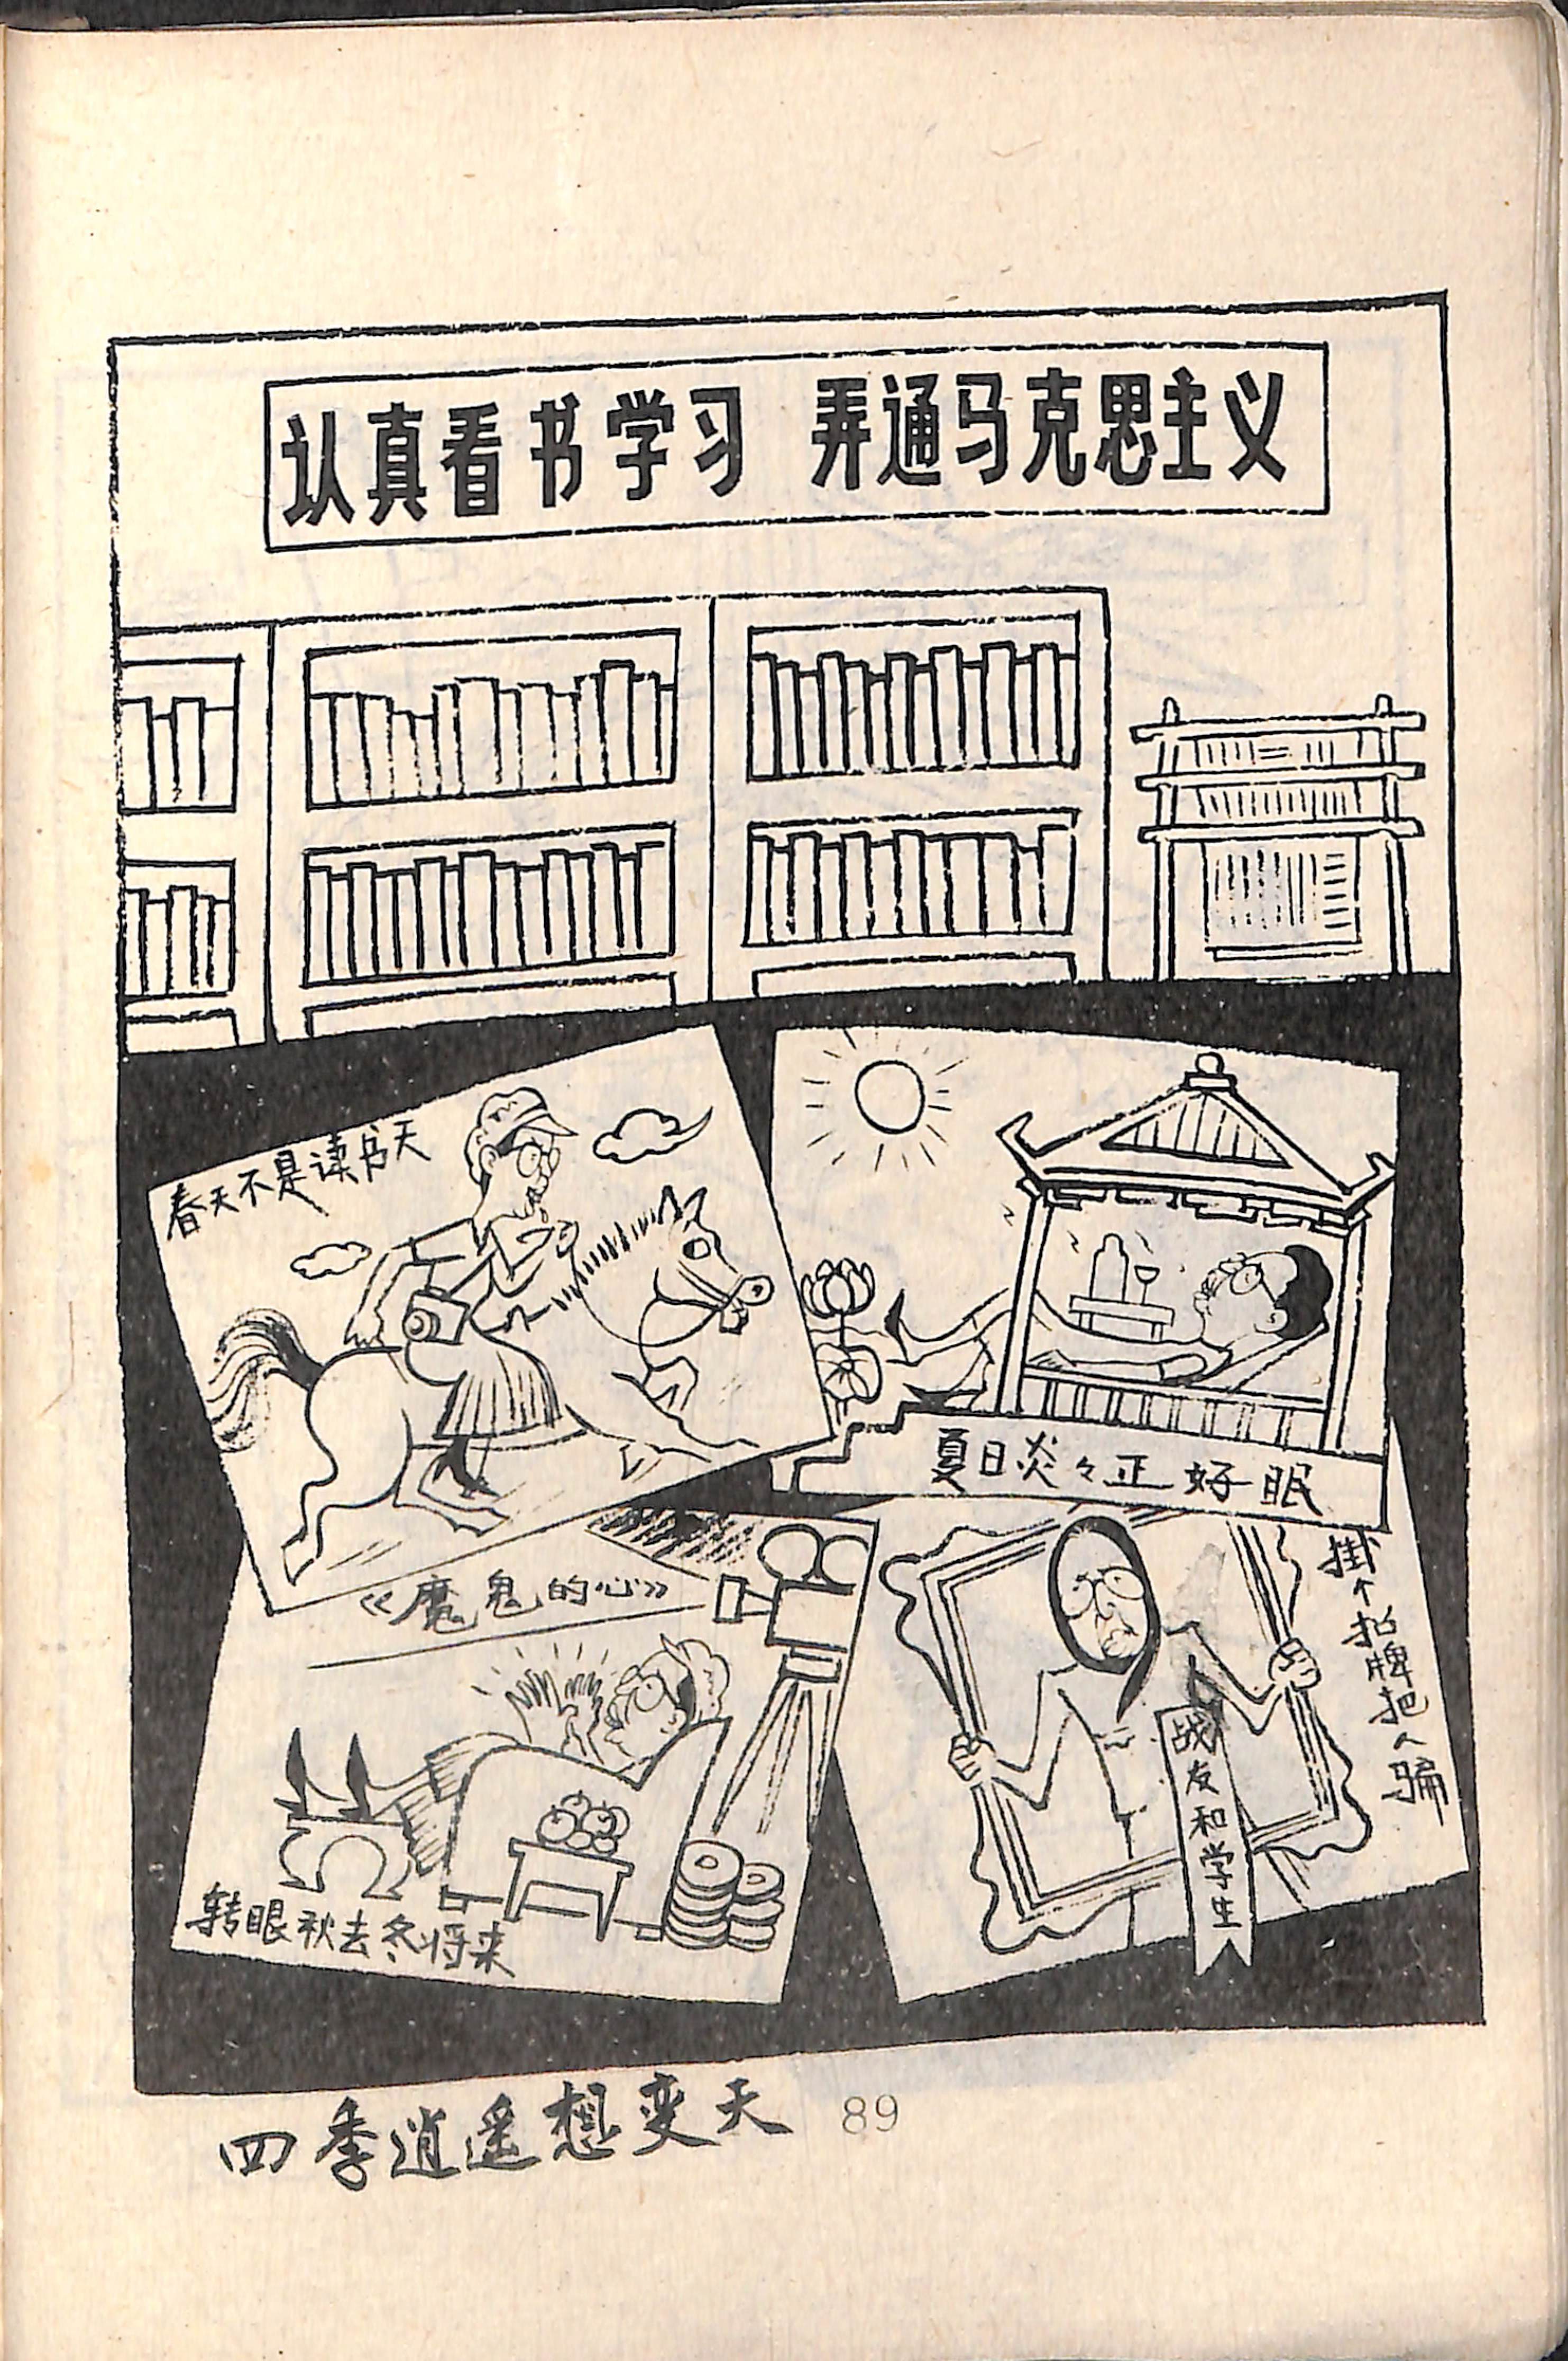 认真看书学习 弄通马克思主义
春天不是读书天
夏日炎々正好眠
《魔鬼的心》
转眼秋去冬将来
掛个招牌把人骗
战友和学生
四季逍遥想变天
89